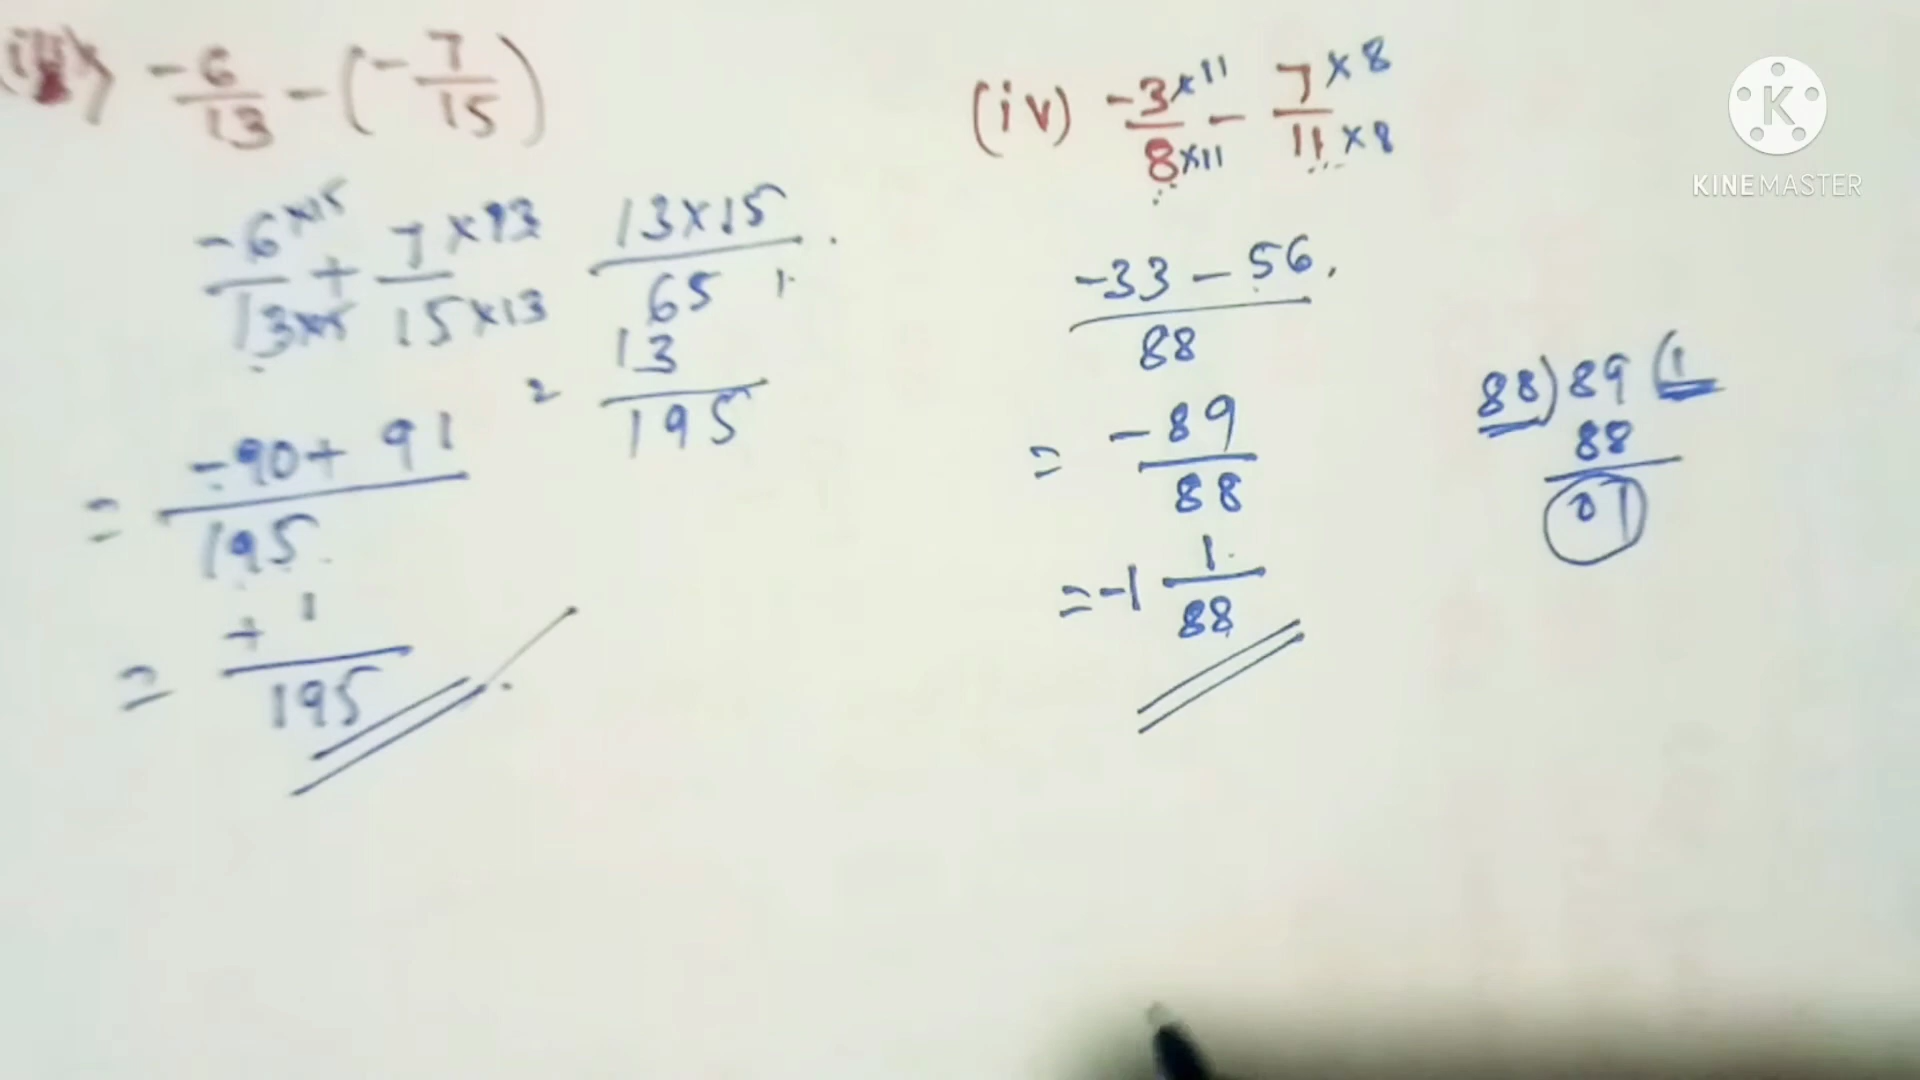 (iii) -6/13 - (-7/15)
-6×15/13×15 + 7×13/15×13
= -90+ 91/195
= +1/195
13×15
65
13
= 195
(iv) -3×11/8×11 - 7×8/11×8
-33 - 56/88
= -89/88
= -1 1/88
88)89(1
88
01
K
KINEMASTER